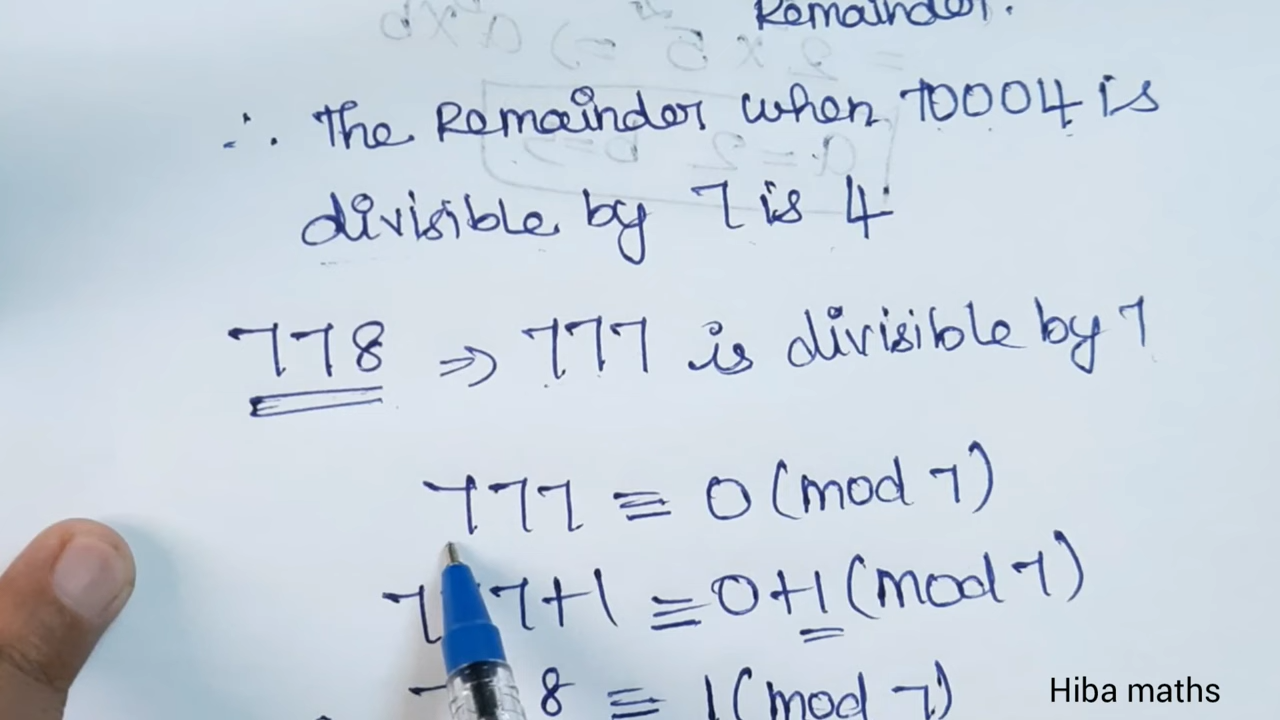 Remainder.
∴ The Remainder when 70004 is
divisible by 7 is 4
778 ⇒ 777 is divisible by 7
777 ≡ 0 (mod 7)
7 7+1 ≡ 0+1 (mod 7)
8 ≡ 1 (mod 7)
Hiba maths